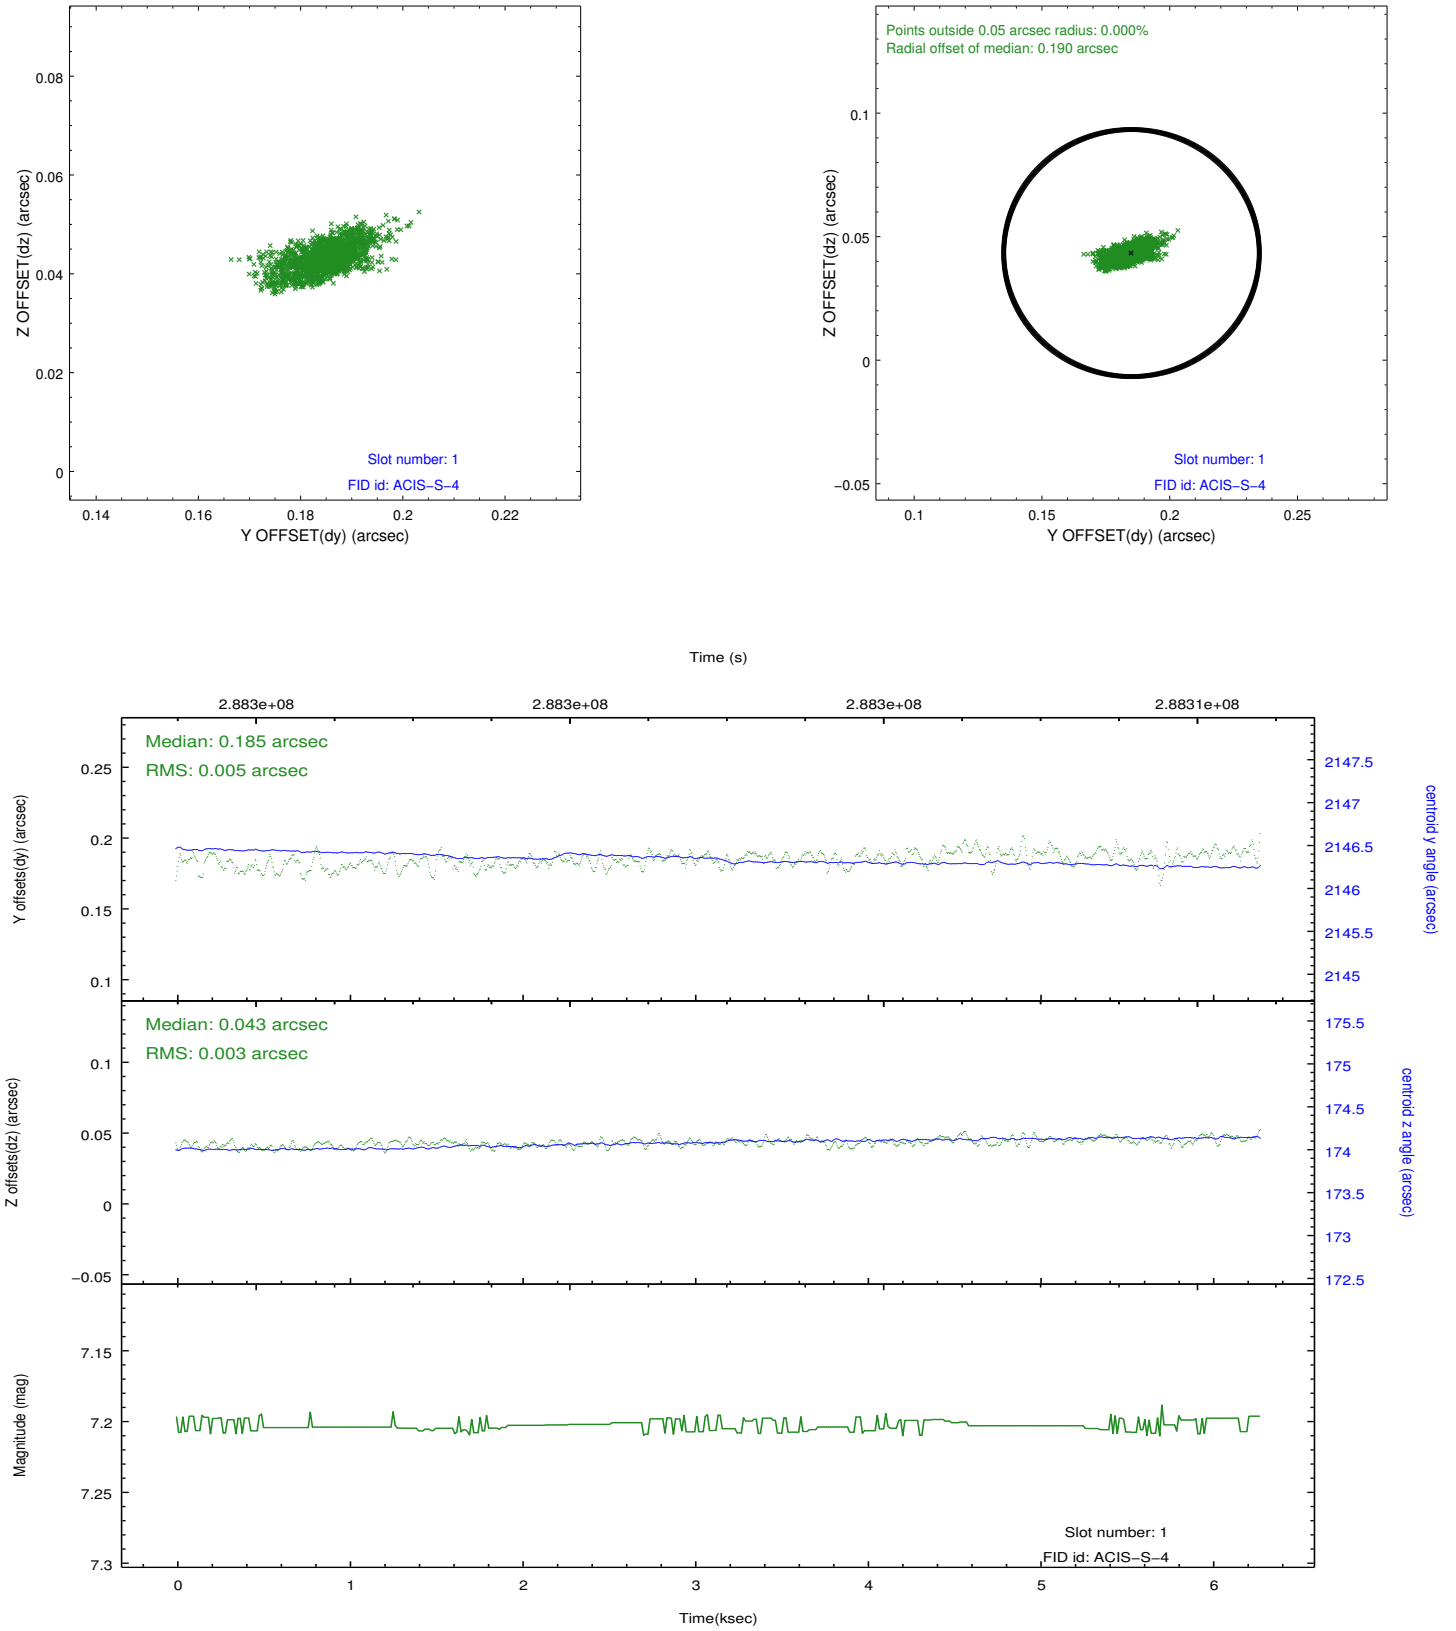 0.08
0.06
0.04
0.02
0
Z OFFSET(dz) (arcsec)
Slot number: 1
FID id: ACIS−S−4
0.14 0.16 0.18 0.2 0.22
Y OFFSET(dy) (arcsec)
Points outside 0.05 arcsec radius: 0.000%
Radial offset of median: 0.190 arcsec
0.1
0.05
0
−0.05
Z OFFSET(dz) (arcsec)
Slot number: 1
FID id: ACIS−S−4
0.1 0.15 0.2 0.25
Y OFFSET(dy) (arcsec)
Time (s)
2.883e+08 2.883e+08 2.883e+08 2.8831e+08
Median: 0.185 arcsec
RMS: 0.005 arcsec
0.25
0.2
0.15
0.1
Y offsets(dy) (arcsec)
2147.5
2147
2146.5
2146
2145.5
2145
centroid y angle (arcsec)
Median: 0.043 arcsec
RMS: 0.003 arcsec
0.1
0.05
0
−0.05
Z offsets(dz) (arcsec)
175.5
175
174.5
174
173.5
173
172.5
centroid z angle (arcsec)
7.15
7.2
7.25
7.3
Magnitude (mag)
Slot number: 1
FID id: ACIS−S−4
0 1 2 3 4 5 6
Time(ksec)